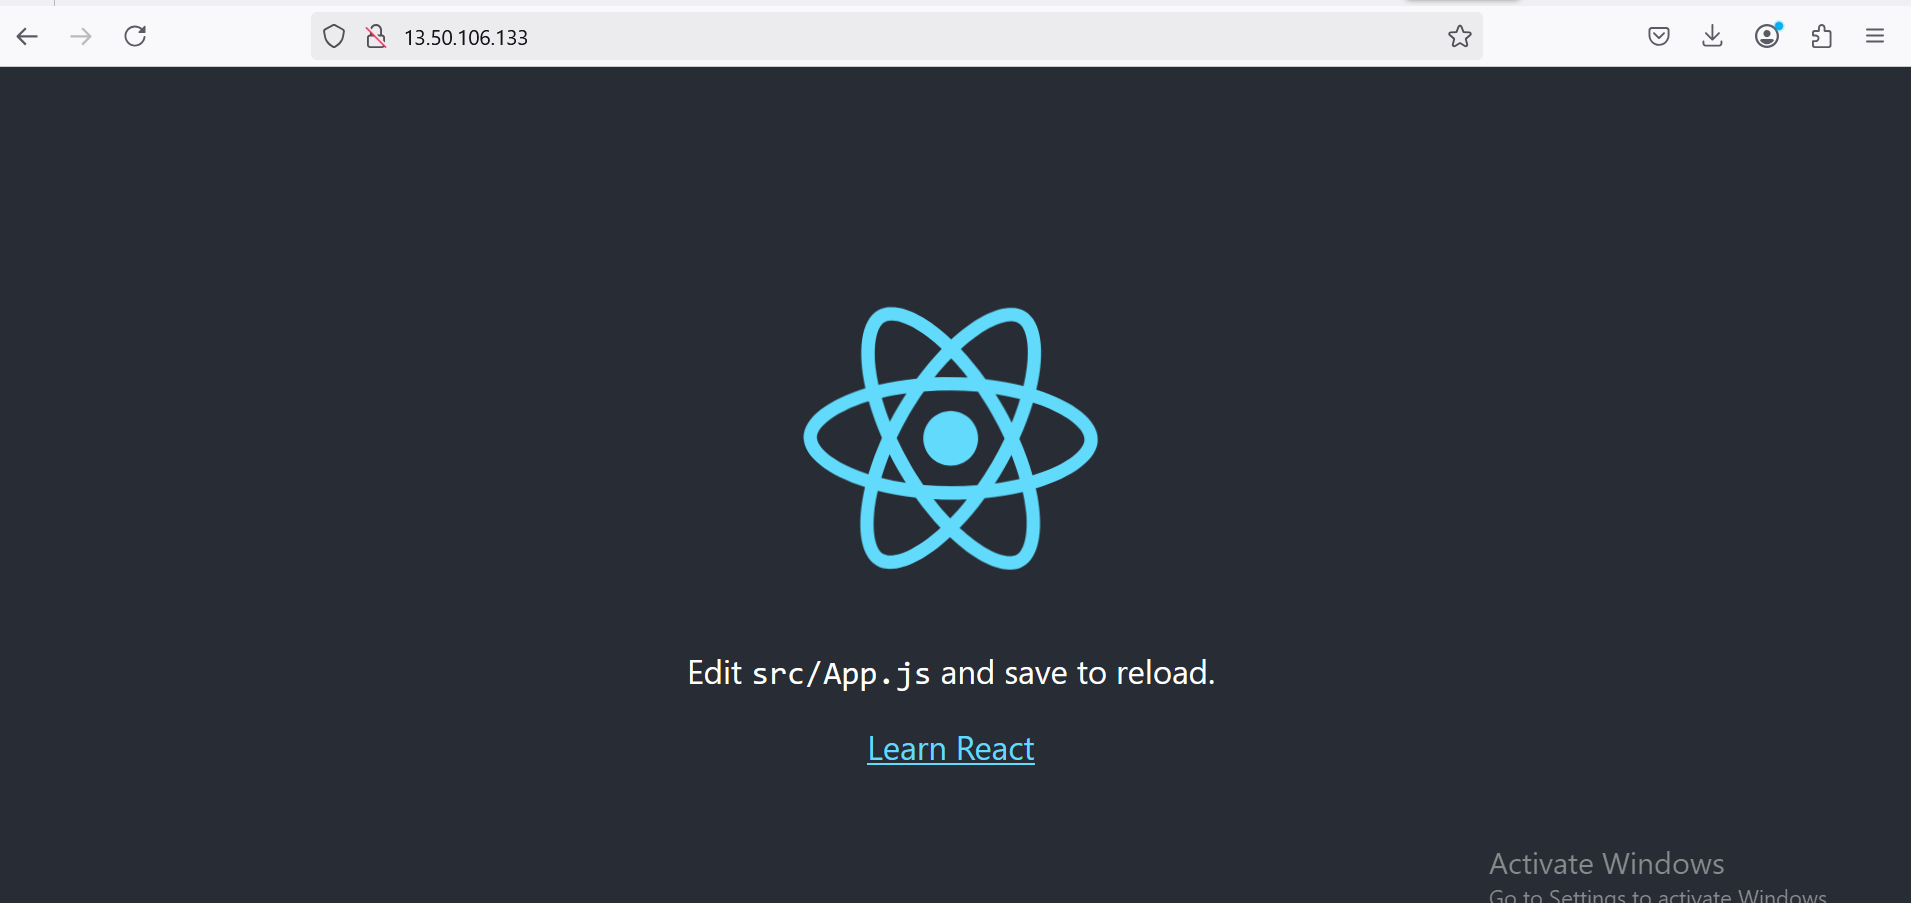 13.50.106.133
Edit src/App.js and save to reload.
Learn React
Activate Windows
Go to Settings to activate Windows.